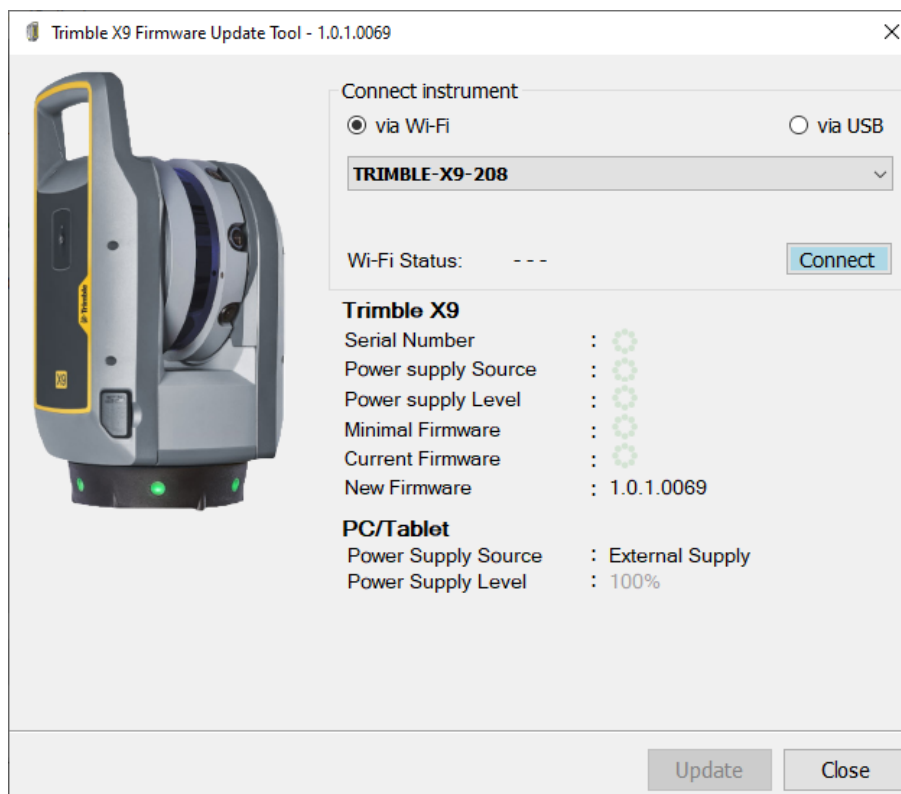 Trimble X9 Firmware Update Tool - 1.0.1.0069
Connect instrument
via Wi-Fi
via USB
TRIMBLE-X9-208
Wi-Fi Status: - - -
Connect
Trimble X9
Serial Number :
Power supply Source :
Power supply Level :
Minimal Firmware :
Current Firmware :
New Firmware : 1.0.1.0069
PC/Tablet
Power Supply Source : External Supply
Power Supply Level : 100%
Trimble
X9
Update
Close